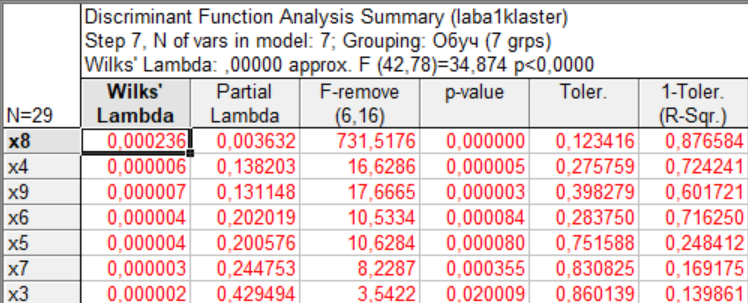 Discriminant Function Analysis Summary (laba1klaster)
Step 7, N of vars in model: 7; Grouping: Обуч (7 grps)
Wilks' Lambda: ,00000 approx. F (42,78)=34,874 p<0,0000
N=29 Wilks' Lambda Partial Lambda F-remove (6,16) p-value Toler. 1-Toler. (R-Sqr.)
x8 0,000236 0,003632 731,5176 0,000000 0,123416 0,876584
x4 0,000006 0,138203 16,6286 0,000005 0,275759 0,724241
x9 0,000007 0,131148 17,6665 0,000003 0,398279 0,601721
x6 0,000004 0,202019 10,5334 0,000084 0,283750 0,716250
x5 0,000004 0,200576 10,6284 0,000080 0,751588 0,248412
x7 0,000003 0,244753 8,2287 0,000355 0,830825 0,169175
x3 0,000002 0,429494 3,5422 0,020009 0,860139 0,139861